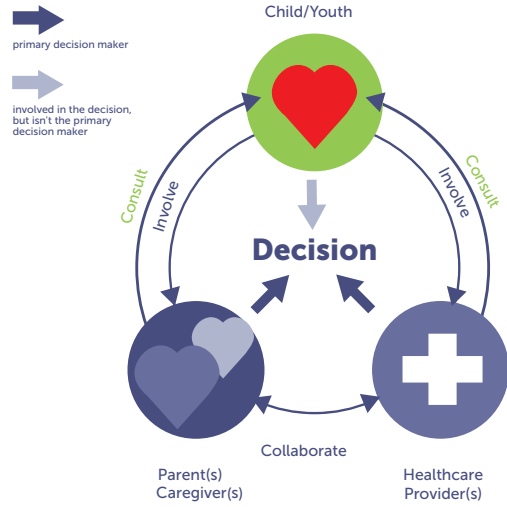 Child/Youth
primary decision maker
involved in the decision,
but isn't the primary
decision maker
Consult
Involve
Involve
Consult
Decision
Collaborate
Parent(s)
Caregiver(s)
Healthcare
Provider(s)